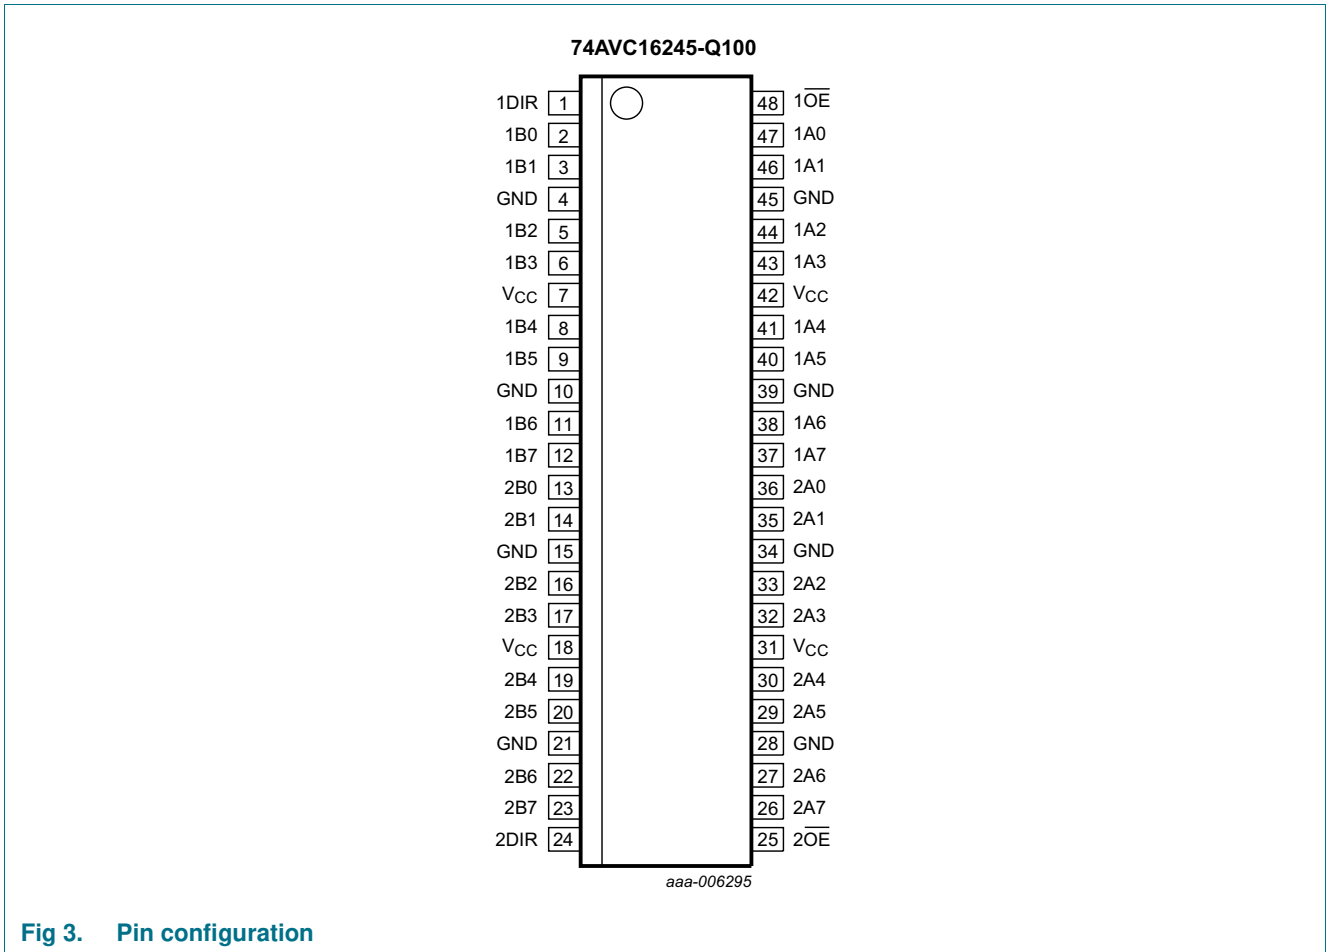 74AVC16245-Q100
1DIR 1 48 1O̅E̅
1B0 2 47 1A0
1B1 3 46 1A1
GND 4 45 GND
1B2 5 44 1A2
1B3 6 43 1A3
VCC 7 42 VCC
1B4 8 41 1A4
1B5 9 40 1A5
GND 10 39 GND
1B6 11 38 1A6
1B7 12 37 1A7
2B0 13 36 2A0
2B1 14 35 2A1
GND 15 34 GND
2B2 16 33 2A2
2B3 17 32 2A3
VCC 18 31 VCC
2B4 19 30 2A4
2B5 20 29 2A5
GND 21 28 GND
2B6 22 27 2A6
2B7 23 26 2A7
2DIR 24 25 2O̅E̅
aaa-006295
Fig 3. Pin configuration